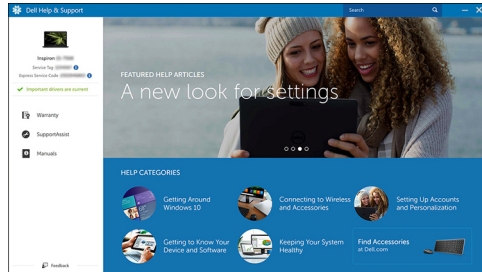 Dell Help & Support
Search
Inspiron
Service Tag
Express Service Code
Important drivers are current
Warranty
SupportAssist
Manuals
Feedback
FEATURED HELP ARTICLES
A new look for settings
HELP CATEGORIES
Getting Around
Windows 10
Connecting to Wireless
and Accessories
Setting Up Accounts
and Personalization
Getting to Know Your
Device and Software
Keeping Your System
Healthy
Find Accessories
at Dell.com